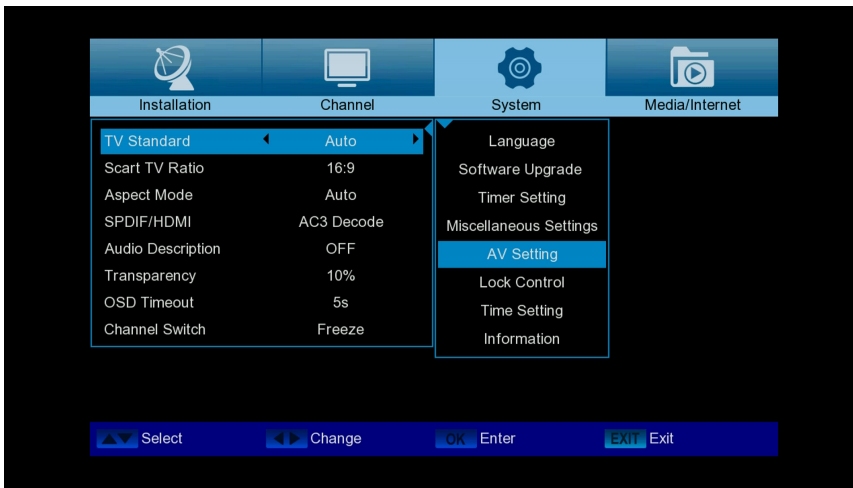 Installation Channel System Media/Internet
TV Standard Auto
Scart TV Ratio 16:9
Aspect Mode Auto
SPDIF/HDMI AC3 Decode
Audio Description OFF
Transparency 10%
OSD Timeout 5s
Channel Switch Freeze
Language
Software Upgrade
Timer Setting
Miscellaneous Settings
AV Setting
Lock Control
Time Setting
Information
Select Change OK Enter EXIT Exit